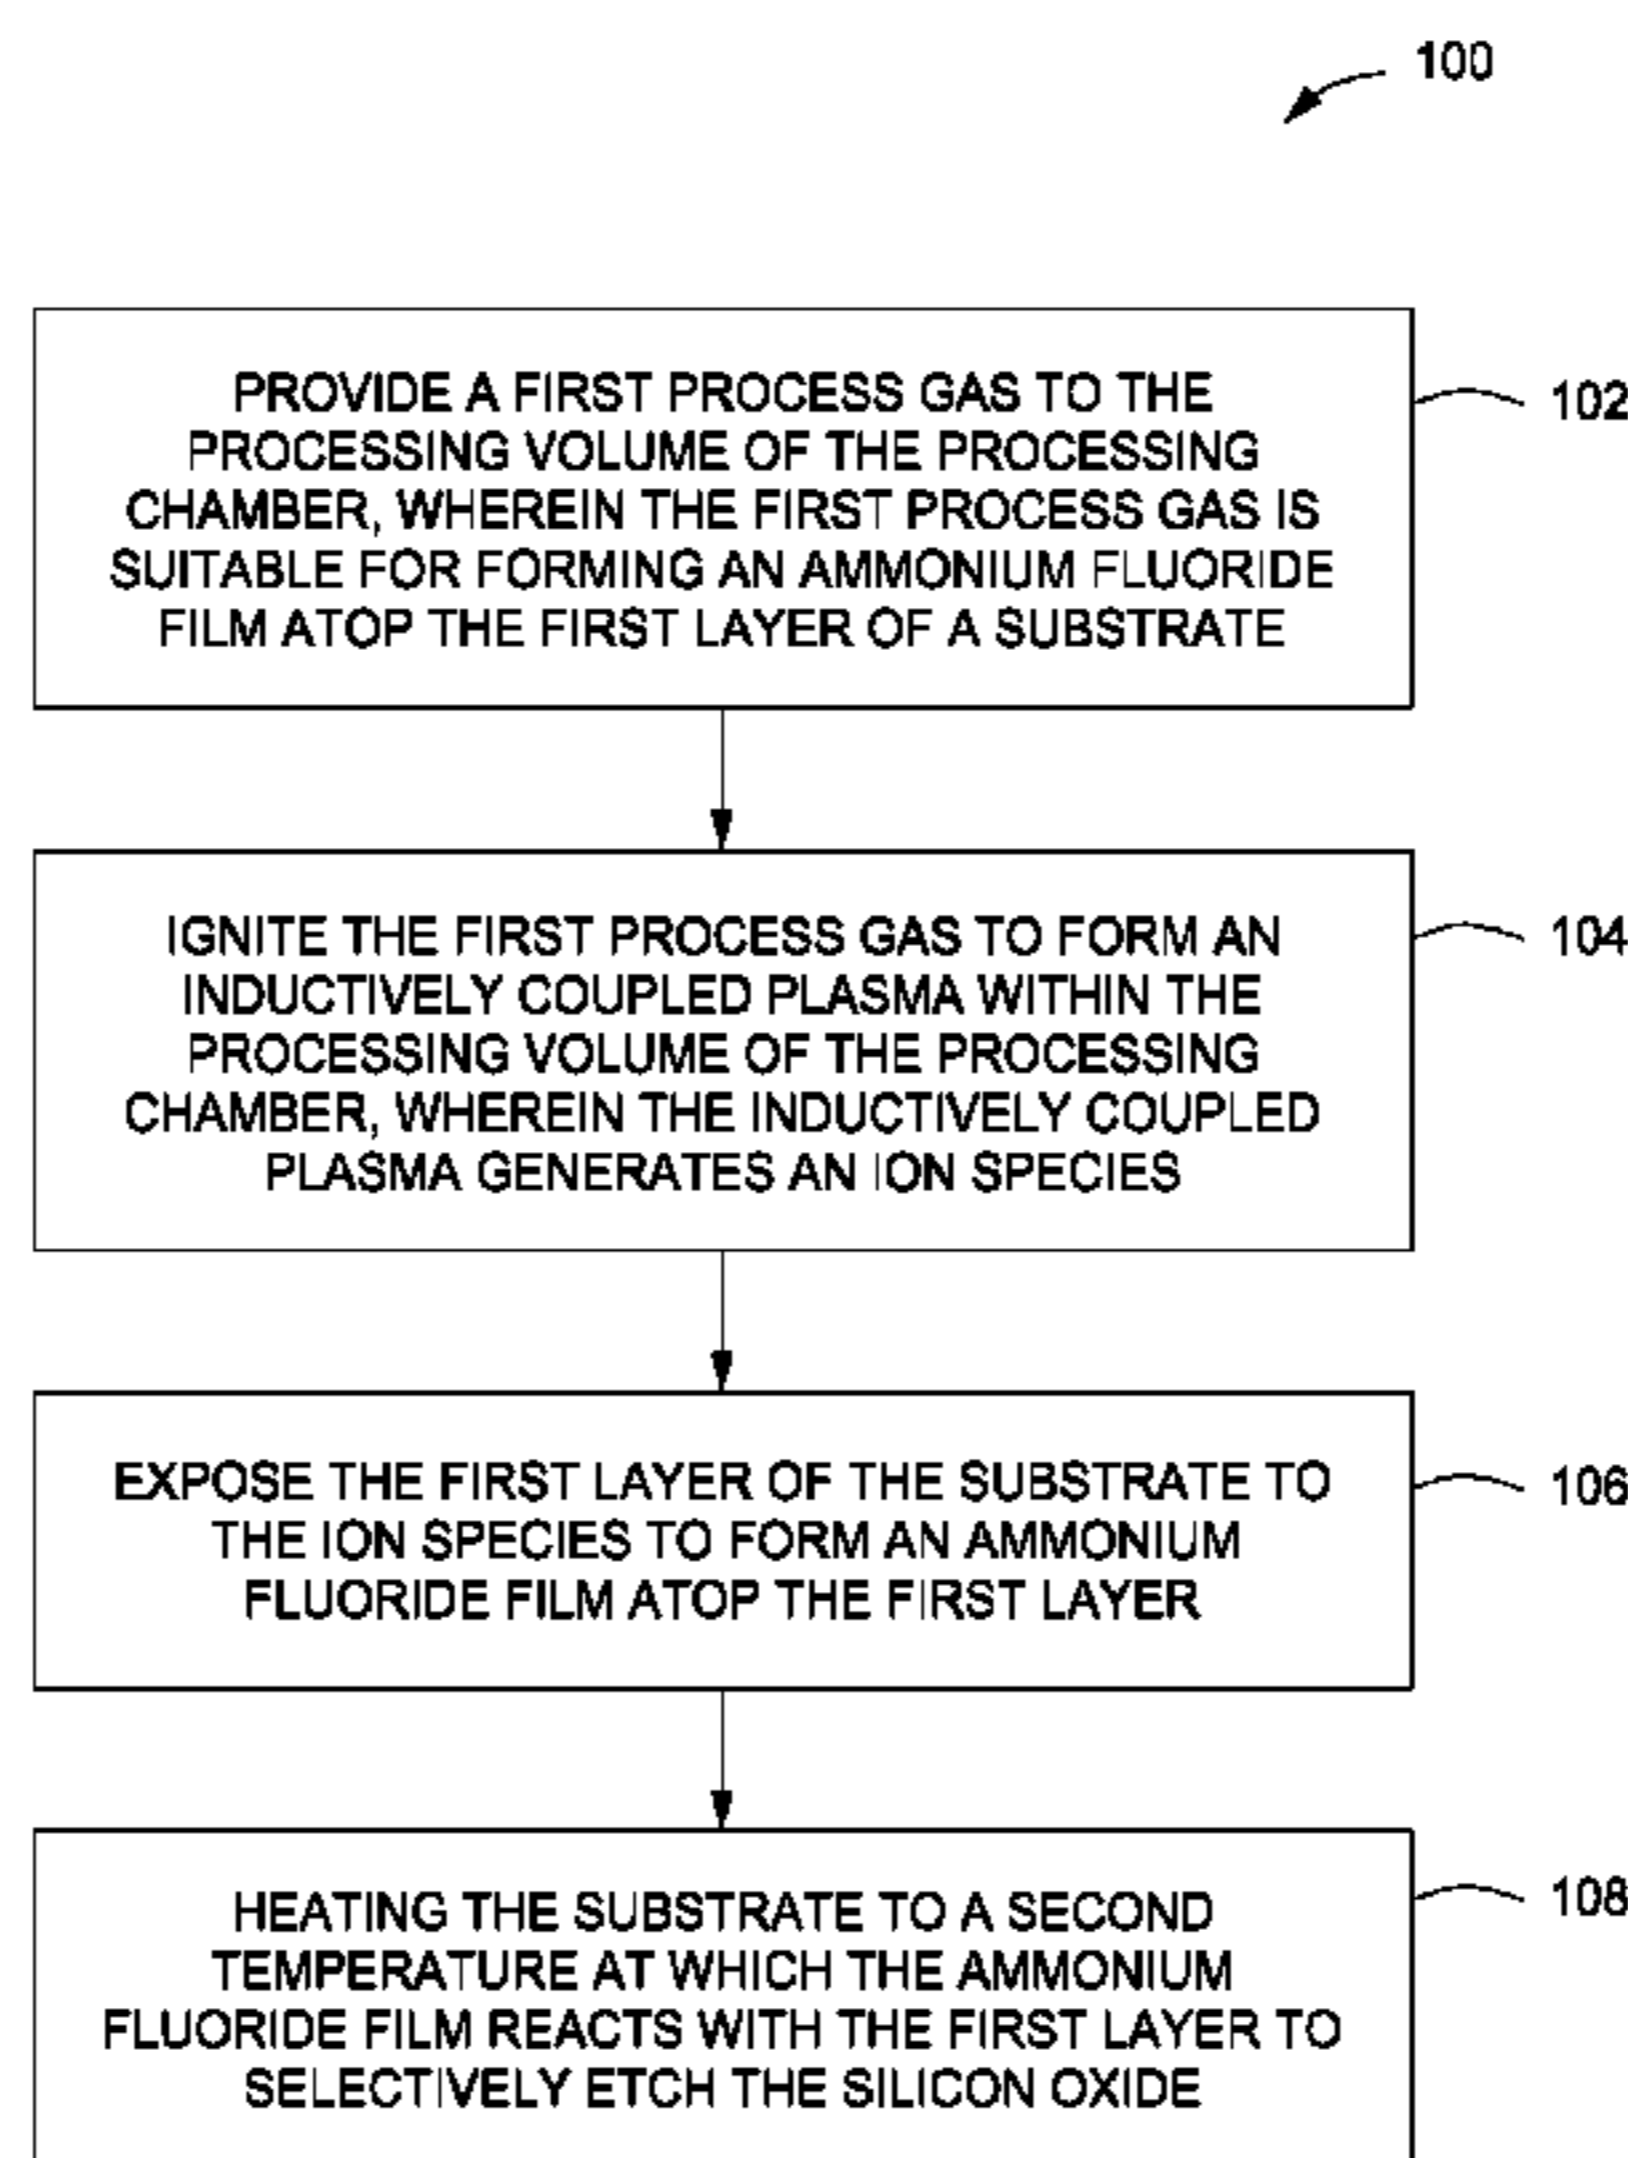 100
PROVIDE A FIRST PROCESS GAS TO THE
PROCESSING VOLUME OF THE PROCESSING
CHAMBER, WHEREIN THE FIRST PROCESS GAS IS
SUITABLE FOR FORMING AN AMMONIUM FLUORIDE
FILM ATOP THE FIRST LAYER OF A SUBSTRATE
102
IGNITE THE FIRST PROCESS GAS TO FORM AN
INDUCTIVELY COUPLED PLASMA WITHIN THE
PROCESSING VOLUME OF THE PROCESSING
CHAMBER, WHEREIN THE INDUCTIVELY COUPLED
PLASMA GENERATES AN ION SPECIES
104
EXPOSE THE FIRST LAYER OF THE SUBSTRATE TO
THE ION SPECIES TO FORM AN AMMONIUM
FLUORIDE FILM ATOP THE FIRST LAYER
106
HEATING THE SUBSTRATE TO A SECOND
TEMPERATURE AT WHICH THE AMMONIUM
FLUORIDE FILM REACTS WITH THE FIRST LAYER TO
SELECTIVELY ETCH THE SILICON OXIDE
108